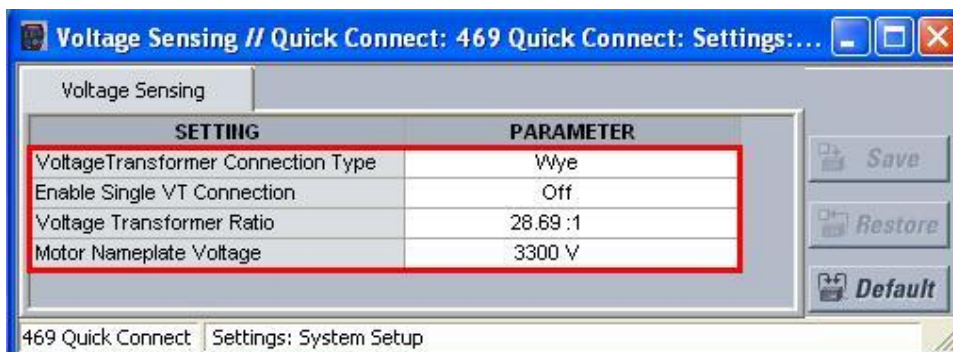 Voltage Sensing // Quick Connect: 469 Quick Connect: Settings:...
Voltage Sensing
SETTING PARAMETER
VoltageTransformer Connection Type Wye
Enable Single VT Connection Off
Voltage Transformer Ratio 28.69 :1
Motor Nameplate Voltage 3300 V
Save
Restore
Default
469 Quick Connect Settings: System Setup